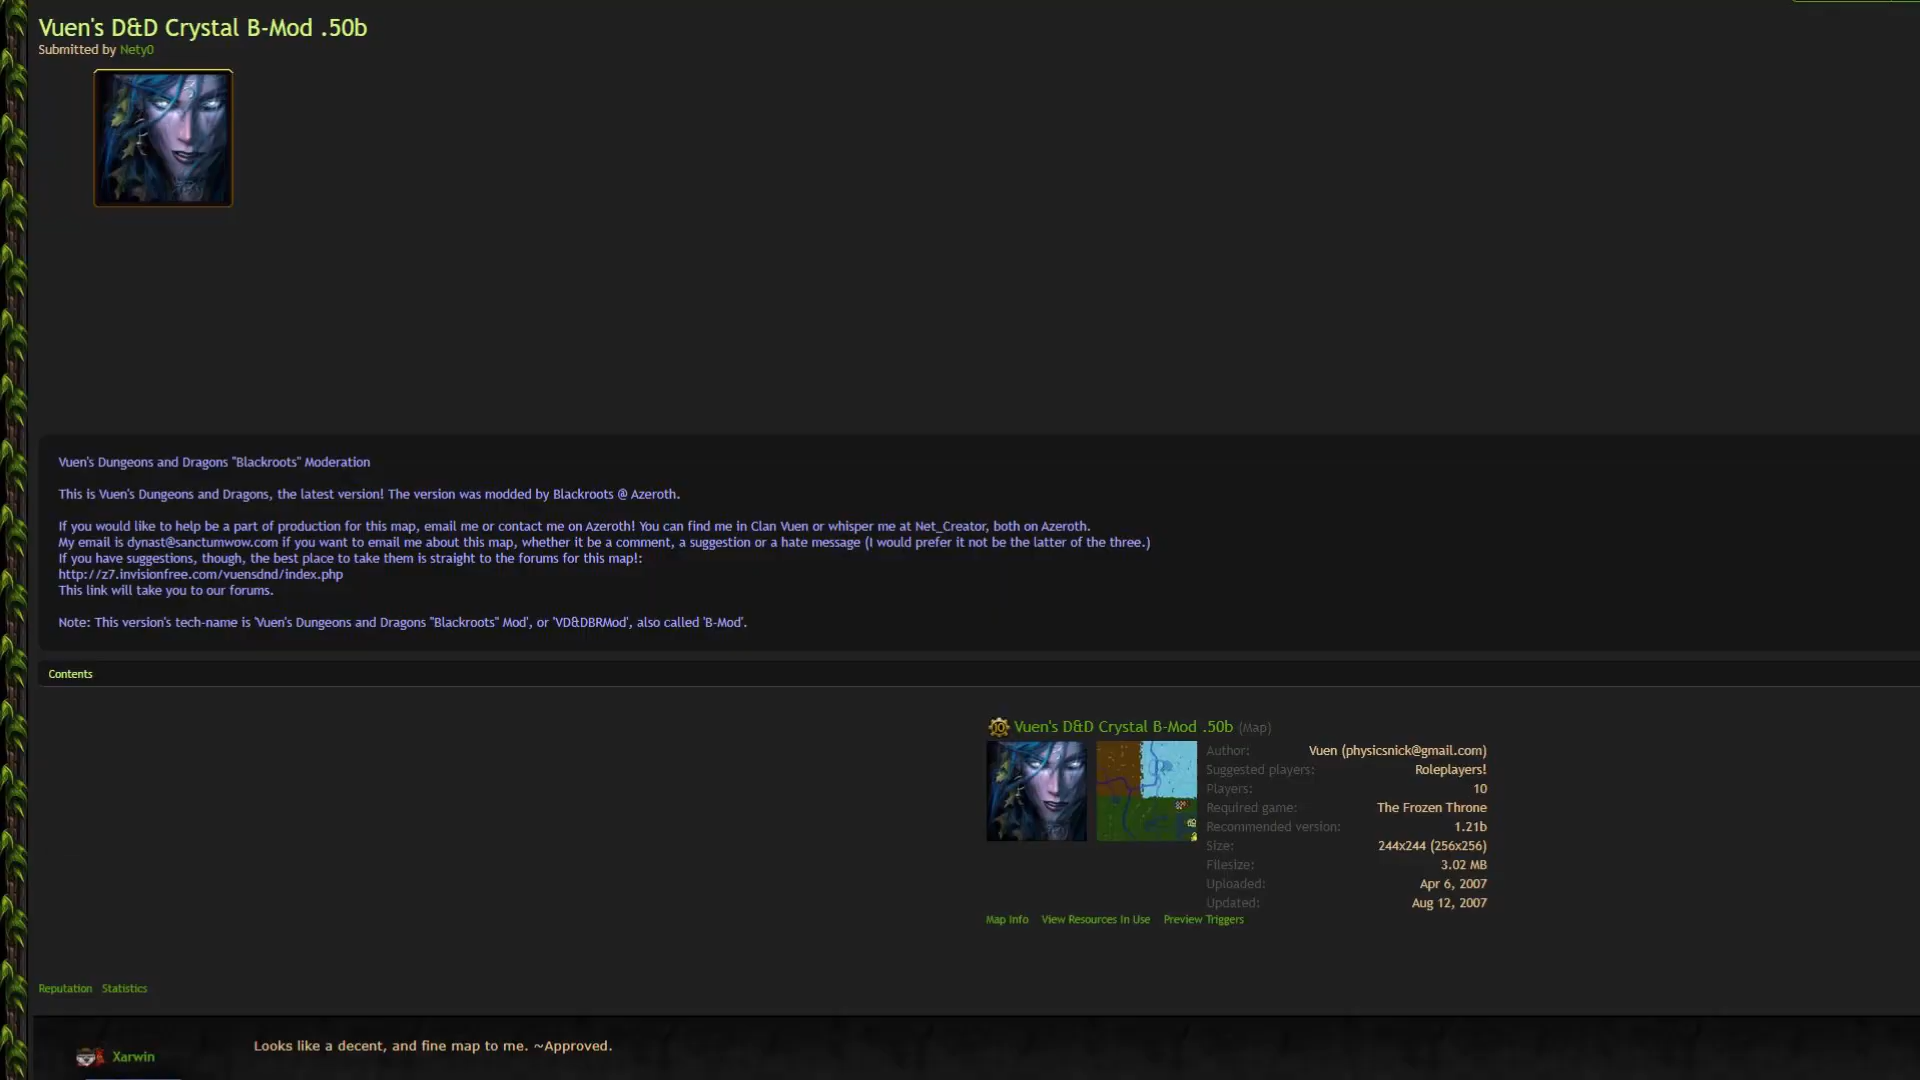 Vuen's D&D Crystal B-Mod .50b
Submitted by Nety0
Vuen's Dungeons and Dragons "Blackroots" Moderation
This is Vuen's Dungeons and Dragons, the latest version! The version was modded by Blackroots @ Azeroth.
If you would like to help be a part of production for this map, email me or contact me on Azeroth! You can find me in Clan Vuen or whisper me at Net_Creator, both on Azeroth.
My email is dynast@sanctumwow.com if you want to email me about this map, whether it be a comment, a suggestion or a hate message (I would prefer it not be the latter of the three.)
If you have suggestions, though, the best place to take them is straight to the forums for this map!:
http://z7.invisionfree.com/vuensdnd/index.php
This link will take you to our forums.
Note: This version's tech-name is 'Vuen's Dungeons and Dragons "Blackroots" Mod', or 'VD&DBRMod', also called 'B-Mod'.
Contents
10 Vuen's D&D Crystal B-Mod .50b (Map)
Author: Vuen (physicsnick@gmail.com)
Suggested players: Roleplayers!
Players: 10
Required game: The Frozen Throne
Recommended version: 1.21b
Size: 244x244 (256x256)
Filesize: 3.02 MB
Uploaded: Apr 6, 2007
Updated: Aug 12, 2007
Map Info View Resources In Use Preview Triggers
Reputation Statistics
Xarwin
Looks like a decent, and fine map to me. ~Approved.